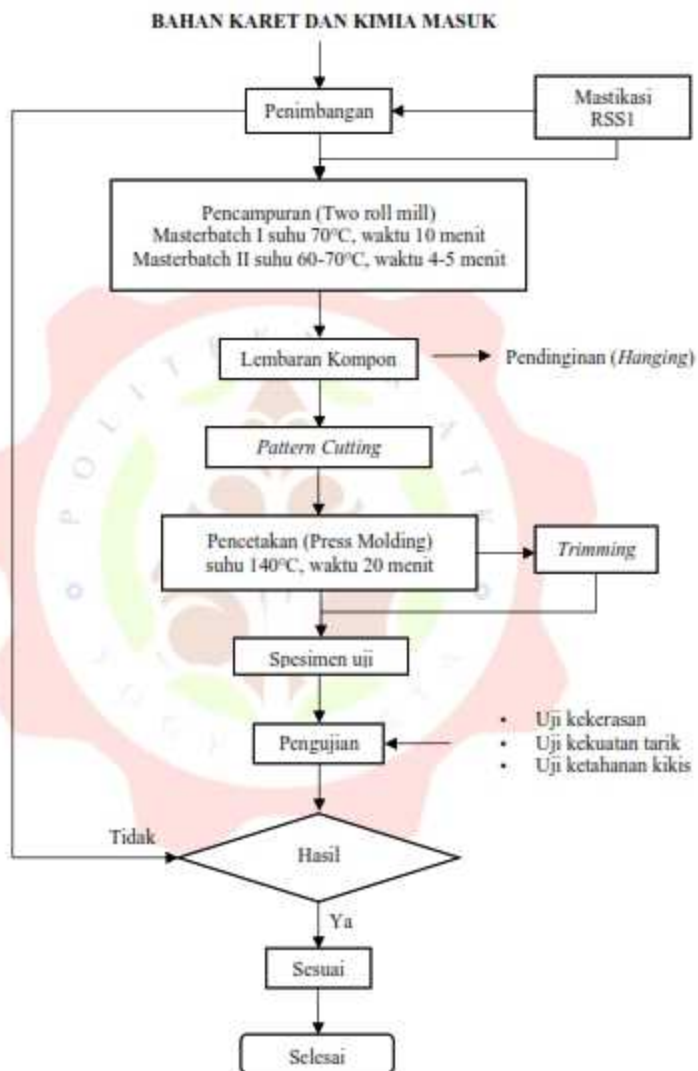 BAHAN KARET DAN KIMIA MASUK
Penimbangan
Mastikasi
RSS1
Pencampuran (Two roll mill)
Masterbatch I suhu 70°C, waktu 10 menit
Masterbatch II suhu 60-70°C, waktu 4-5 menit
Lembaran Kompon
Pendinginan (Hanging)
Pattern Cutting
Pencetakan (Press Molding)
suhu 140°C, waktu 20 menit
Trimming
Spesimen uji
Pengujian
• Uji kekerasan
• Uji kekuatan tarik
• Uji ketahanan kikis
Tidak
Hasil
Ya
Sesuai
Selesai